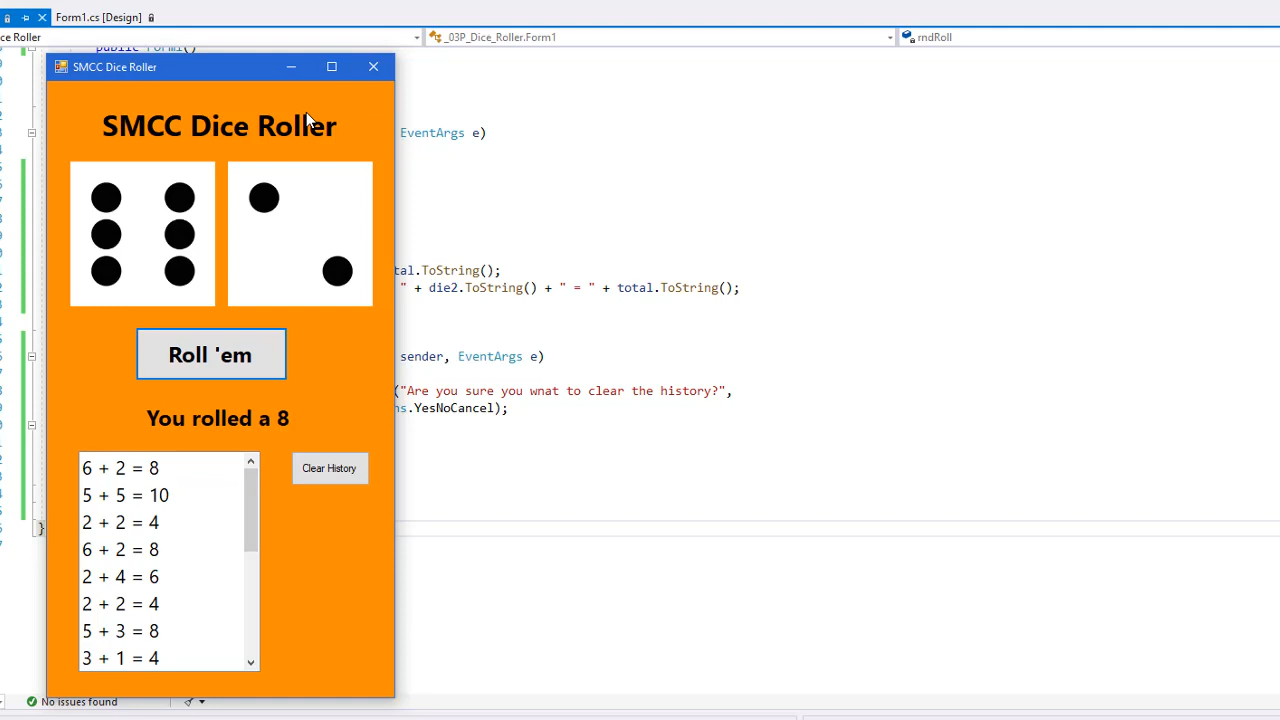 Form1.cs [Design]
ce Roller
_03P_Dice_Roller.Form1
rndRoll
SMCC Dice Roller
SMCC Dice Roller
EventArgs e)
tal.ToString();
" + die2.ToString() + " = " + total.ToString();
Roll 'em
sender, EventArgs e)
("Are you sure you wnat to clear the history?",
ns.YesNoCancel);
You rolled a 8
Clear History
6 + 2 = 8
5 + 5 = 10
2 + 2 = 4
6 + 2 = 8
2 + 4 = 6
2 + 2 = 4
5 + 3 = 8
3 + 1 = 4
}
No issues found